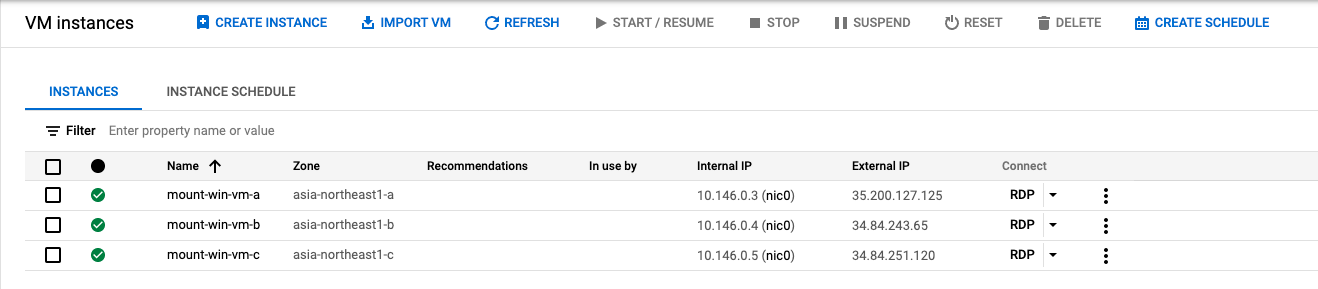 VM instances CREATE INSTANCE IMPORT VM REFRESH START / RESUME STOP SUSPEND RESET DELETE CREATE SCHEDULE
INSTANCES INSTANCE SCHEDULE
Filter Enter property name or value
Name Zone Recommendations In use by Internal IP External IP Connect
mount-win-vm-a asia-northeast1-a 10.146.0.3 (nic0) 35.200.127.125 RDP
mount-win-vm-b asia-northeast1-b 10.146.0.4 (nic0) 34.84.243.65 RDP
mount-win-vm-c asia-northeast1-c 10.146.0.5 (nic0) 34.84.251.120 RDP